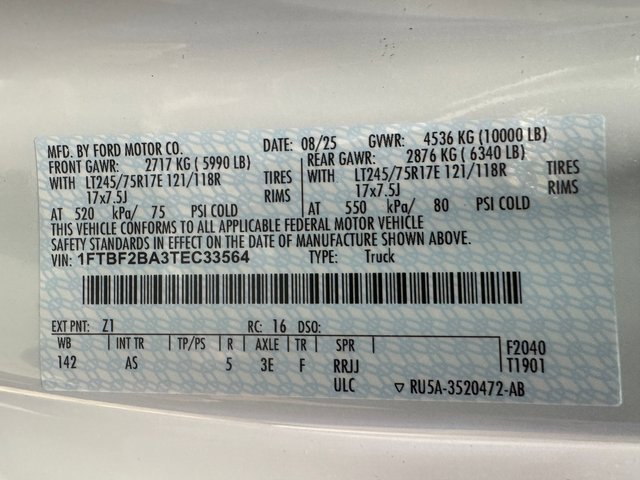 MFD. BY FORD MOTOR CO. DATE: 08/25 GVWR: 4536 KG (10000 LB)
FRONT GAWR: 2717 KG (5990 LB) REAR GAWR: 2876 KG (6340 LB)
WITH LT245/75R17E 121/118R TIRES WITH LT245/75R17E 121/118R TIRES
17x7.5J RIMS 17x7.5J RIMS
AT 520 kPa/ 75 PSI COLD AT 550 kPa/ 80 PSI COLD
THIS VEHICLE CONFORMS TO ALL APPLICABLE FEDERAL MOTOR VEHICLE
SAFETY STANDARDS IN EFFECT ON THE DATE OF MANUFACTURE SHOWN ABOVE.
VIN: 1FTBF2BA3TEC33564 TYPE: Truck
EXT PNT: Z1 RC: 16 DSO:
WB INT TR TP/PS R AXLE TR SPR F2040
142 AS 5 3E F RRJJ T1901
ULC RU5A-3520472-AB